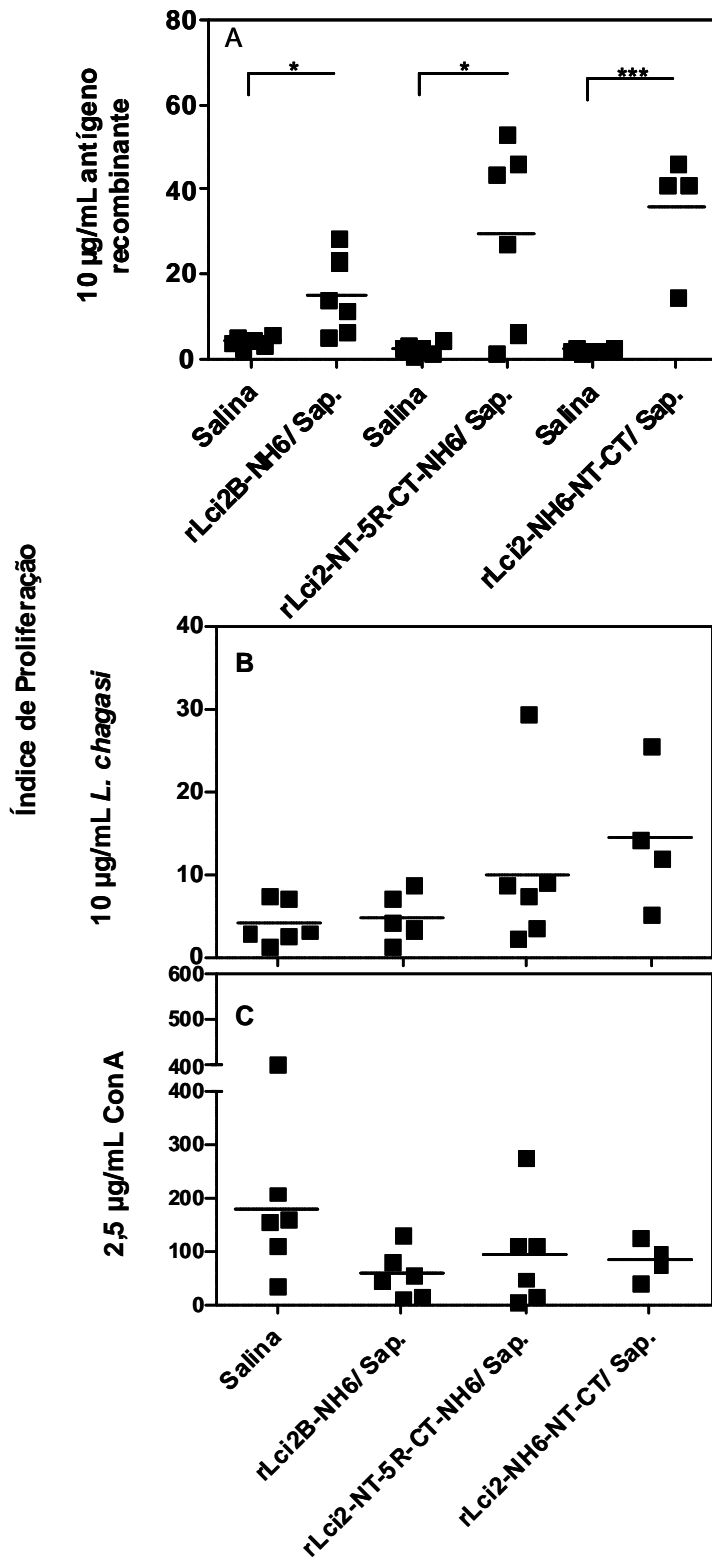 Índice de Proliferação
10 µg/mL antígeno
recombinante
A
80
60
40
20
0
*
*
***
Salina
rLci2B-NH6/ Sap.
Salina
rLci2-NT-5R-CT-NH6/ Sap.
Salina
rLci2-NH6-NT-CT/ Sap.
10 µg/mL L. chagasi
B
40
30
20
10
0
2,5 µg/mL Con A
C
600
500
400
400
300
200
100
0
Salina
rLci2B-NH6/ Sap.
rLci2-NT-5R-CT-NH6/ Sap.
rLci2-NH6-NT-CT/ Sap.